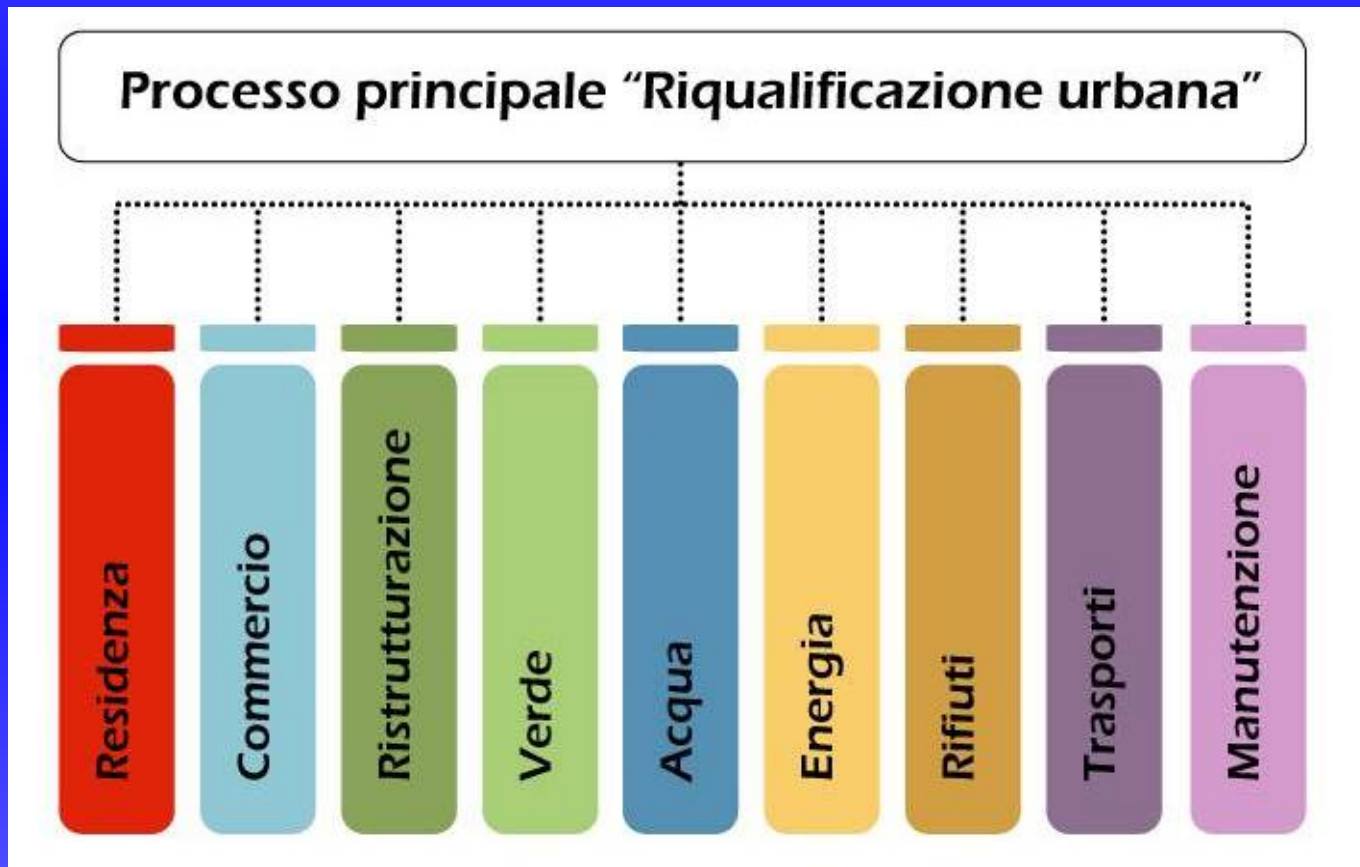 Processo principale “Riqualificazione urbana”
Residenza
Commercio
Ristrutturazione
Verde
Acqua
Energia
Rifiuti
Trasporti
Manutenzione